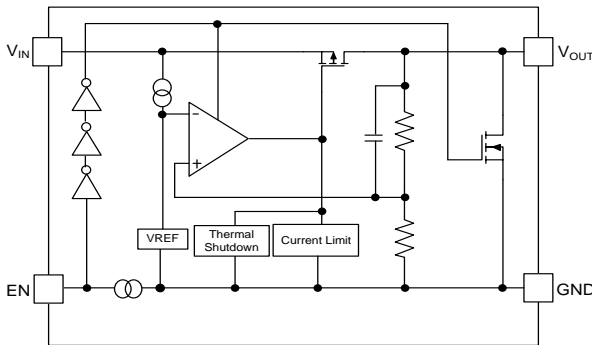 VIN
VOUT
−
+
VREF
Thermal
Shutdown
Current Limit
EN
GND